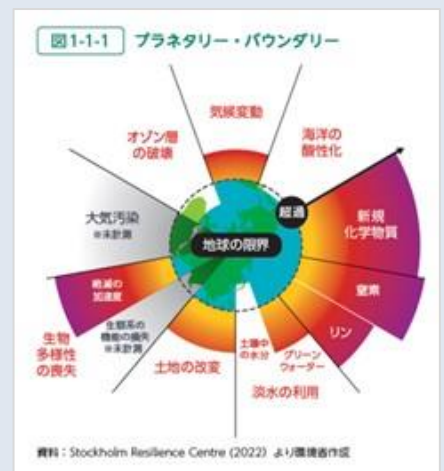 図1-1-1 プラネタリー・バウンダリー
気候変動
オゾン層
の破壊
海洋の
酸性化
超過
大気汚染
※未計測
地球の限界
新規
化学物質
絶滅の
加速度
窒素
生態系の
機能の損失
※未計測
リン
生物
多様性
の喪失
土地の改変
土壌中
の水分
グリーン
ウォーター
淡水の利用
資料：Stockholm Resilience Centre (2022) より環境省作成